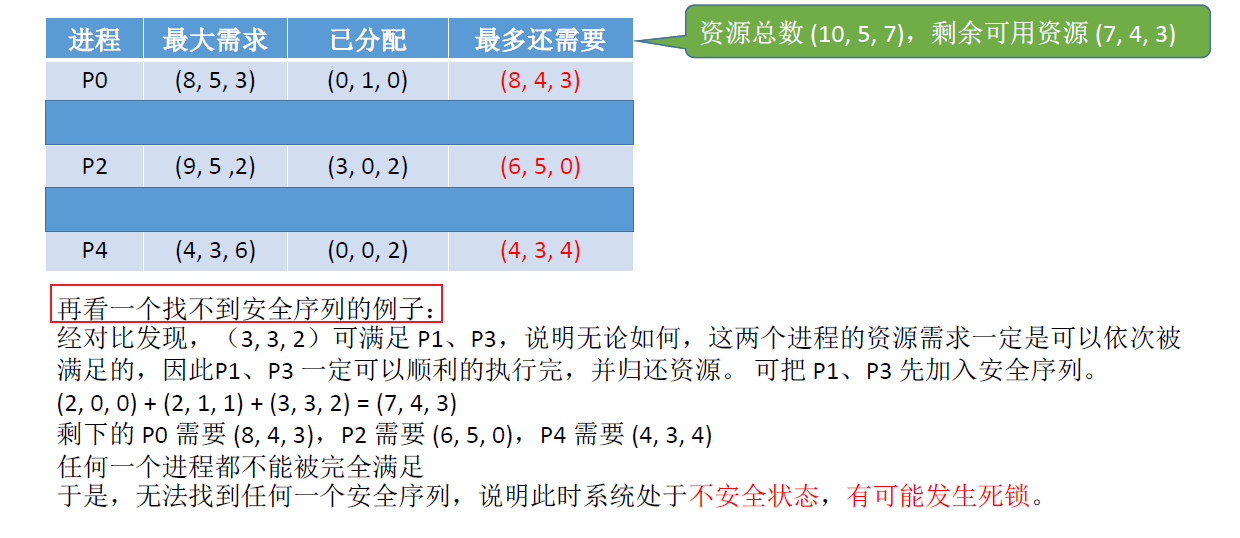 进程 最大需求 已分配 最多还需要
资源总数 (10, 5, 7)，剩余可用资源 (7, 4, 3)
P0 (8, 5, 3) (0, 1, 0) (8, 4, 3)
P2 (9, 5 ,2) (3, 0, 2) (6, 5, 0)
P4 (4, 3, 6) (0, 0, 2) (4, 3, 4)
再看一个找不到安全序列的例子：
经对比发现，（3, 3, 2）可满足 P1、P3，说明无论如何，这两个进程的资源需求一定是可以依次被
满足的，因此P1、P3 一定可以顺利的执行完，并归还资源。 可把 P1、P3 先加入安全序列。
(2, 0, 0) + (2, 1, 1) + (3, 3, 2) = (7, 4, 3)
剩下的 P0 需要 (8, 4, 3)，P2 需要 (6, 5, 0)，P4 需要 (4, 3, 4)
任何一个进程都不能被完全满足
于是，无法找到任何一个安全序列，说明此时系统处于不安全状态，有可能发生死锁。